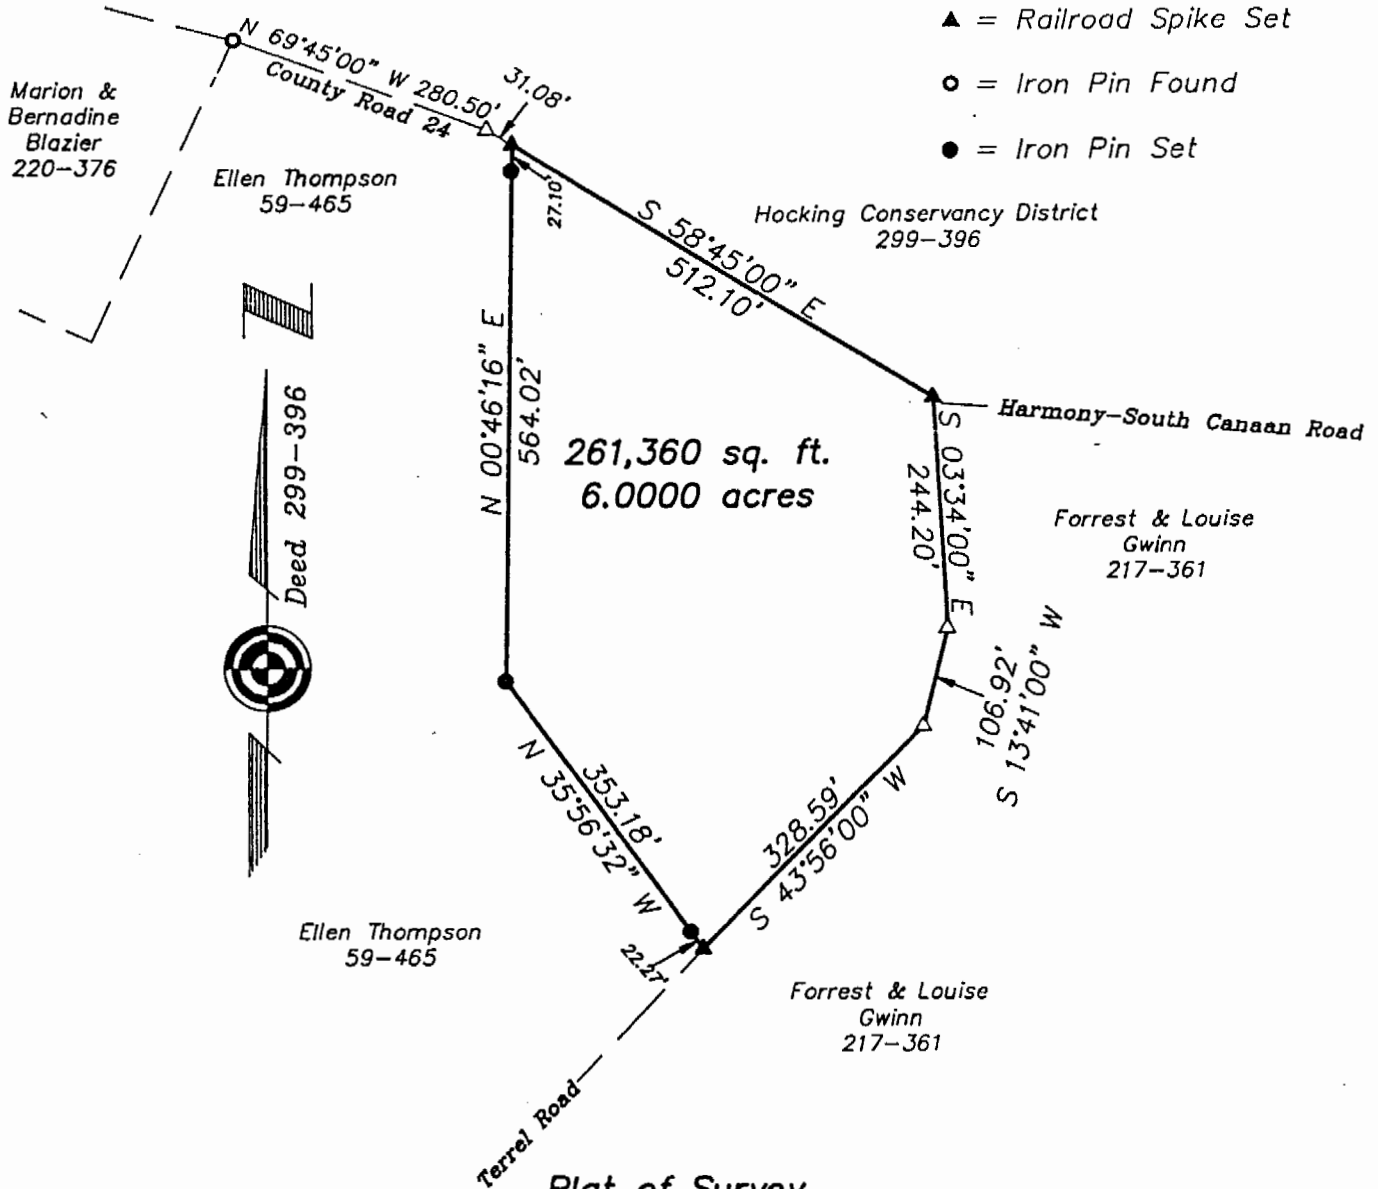 ▲ = Railroad Spike Set
○ = Iron Pin Found
● = Iron Pin Set
N 69°45'00" W 280.50'
County Road 24
31.08'
Marion &
Bernadine
Blazier
220-376
Ellen Thompson
59-465
27.10'
S 58°45'00" E
512.10'
Hocking Conservancy District
299-396
N 00°46'16" E
564.02'
Deed 299-396
261,360 sq. ft.
6.0000 acres
Harmony-South Canaan Road
S 03°34'00" E
244.20'
Forrest & Louise
Gwinn
217-361
106.92'
S 13°41'00" W
353.18'
N 35°56'32" W
328.59'
S 43°56'00" W
Ellen Thompson
59-465
22.27'
Forrest & Louise
Gwinn
217-361
Terrel Road
Plat of Survey